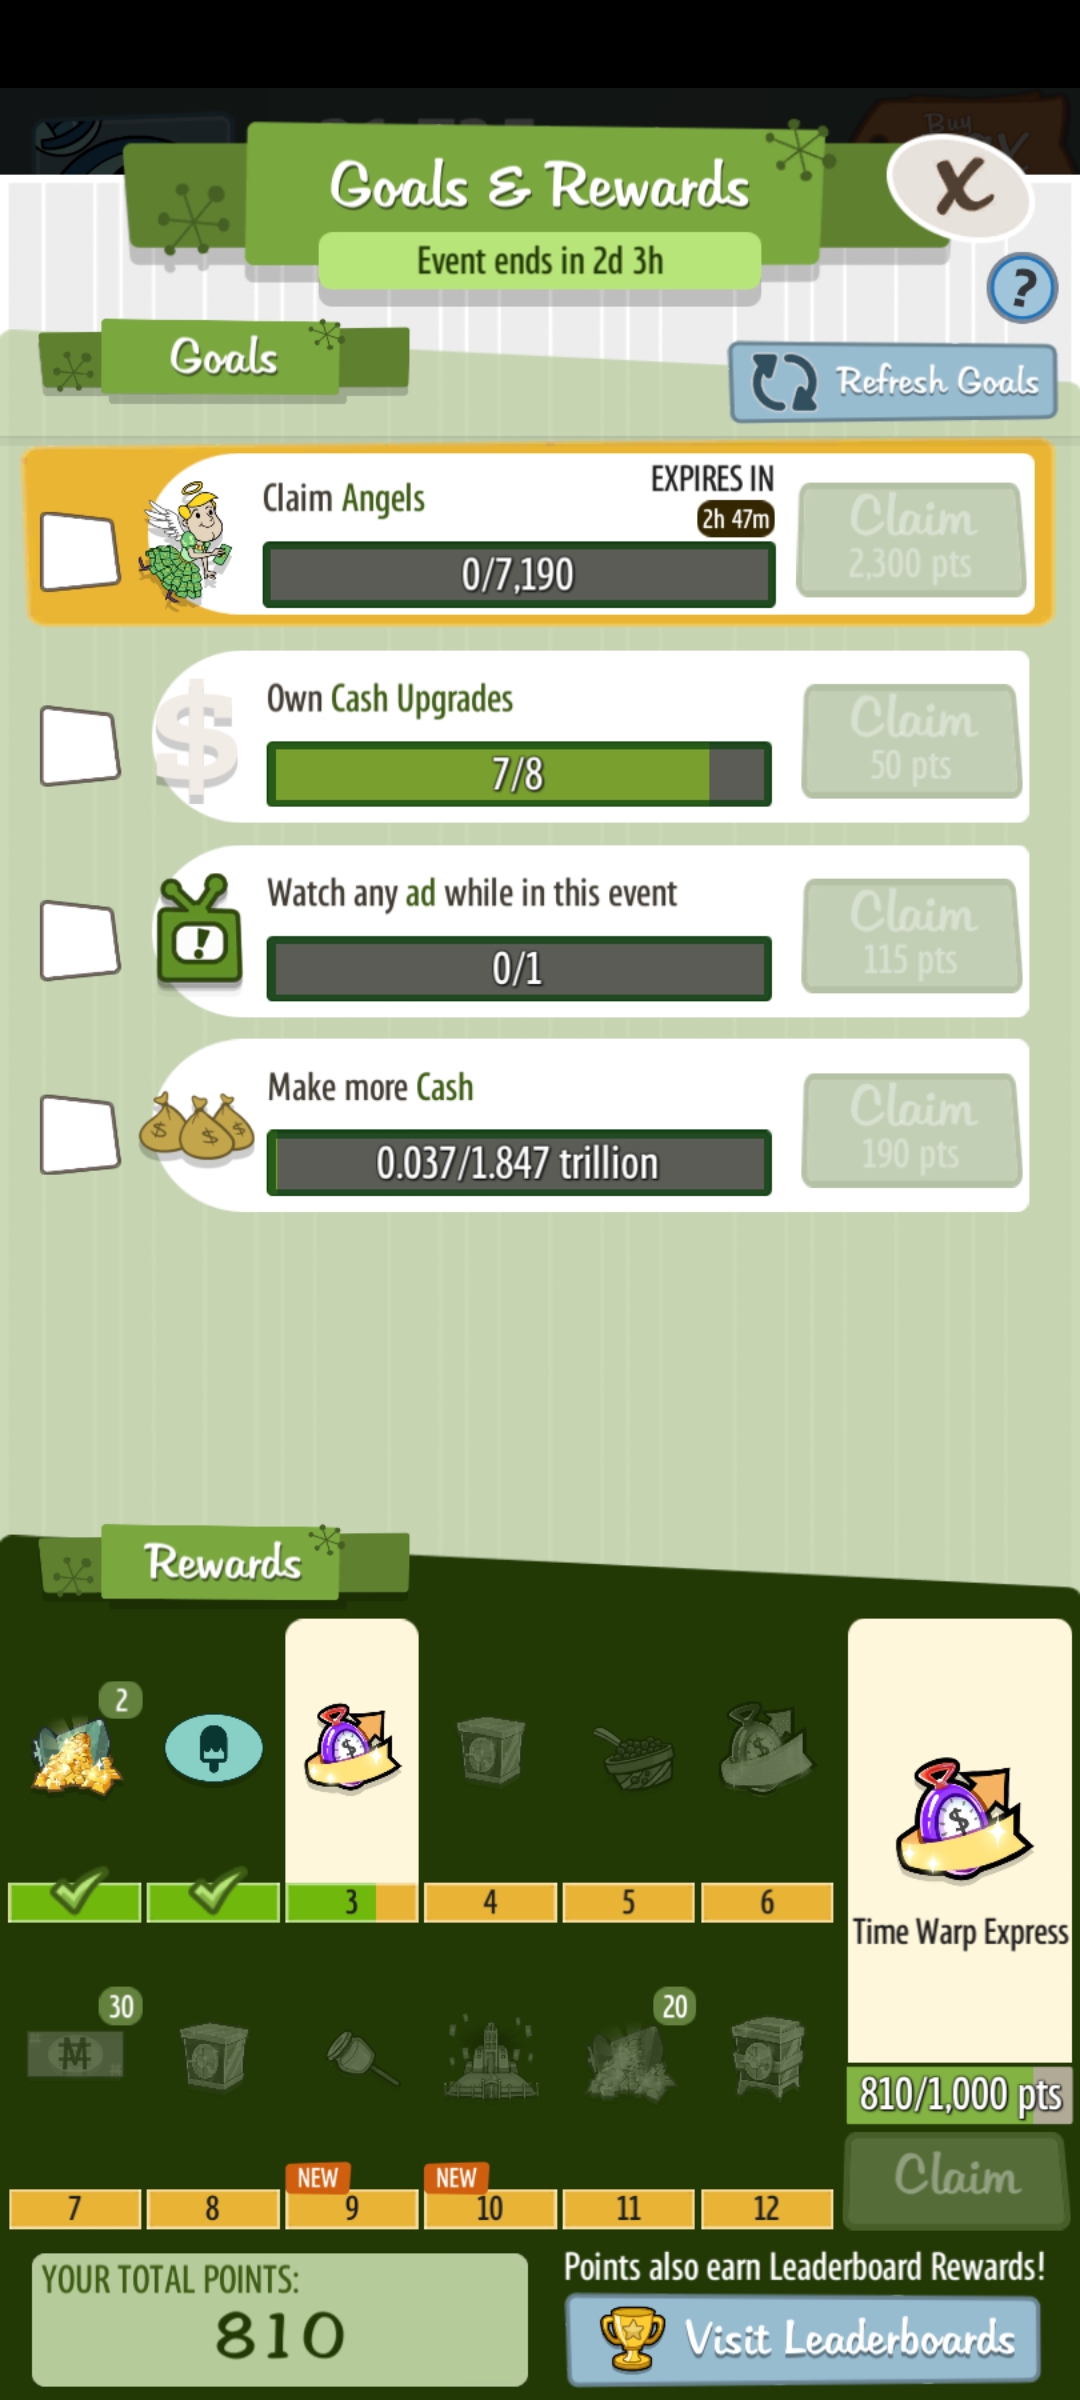 Buy
Goals & Rewards
X
Event ends in 2d 3h
?
Goals
Refresh Goals
Claim Angels
EXPIRES IN
2h 47m
0/7,190
Claim
2,300 pts
$
Own Cash Upgrades
7/8
Claim
50 pts
!
Watch any ad while in this event
0/1
Claim
115 pts
$ $ $
Make more Cash
0.037/1.847 trillion
Claim
190 pts
Rewards
2
$
$
3
4
5
6
Time Warp Express
30
20
810/1,000 pts
Claim
NEW
NEW
7
8
9
10
11
12
YOUR TOTAL POINTS:
810
Points also earn Leaderboard Rewards!
Visit Leaderboards